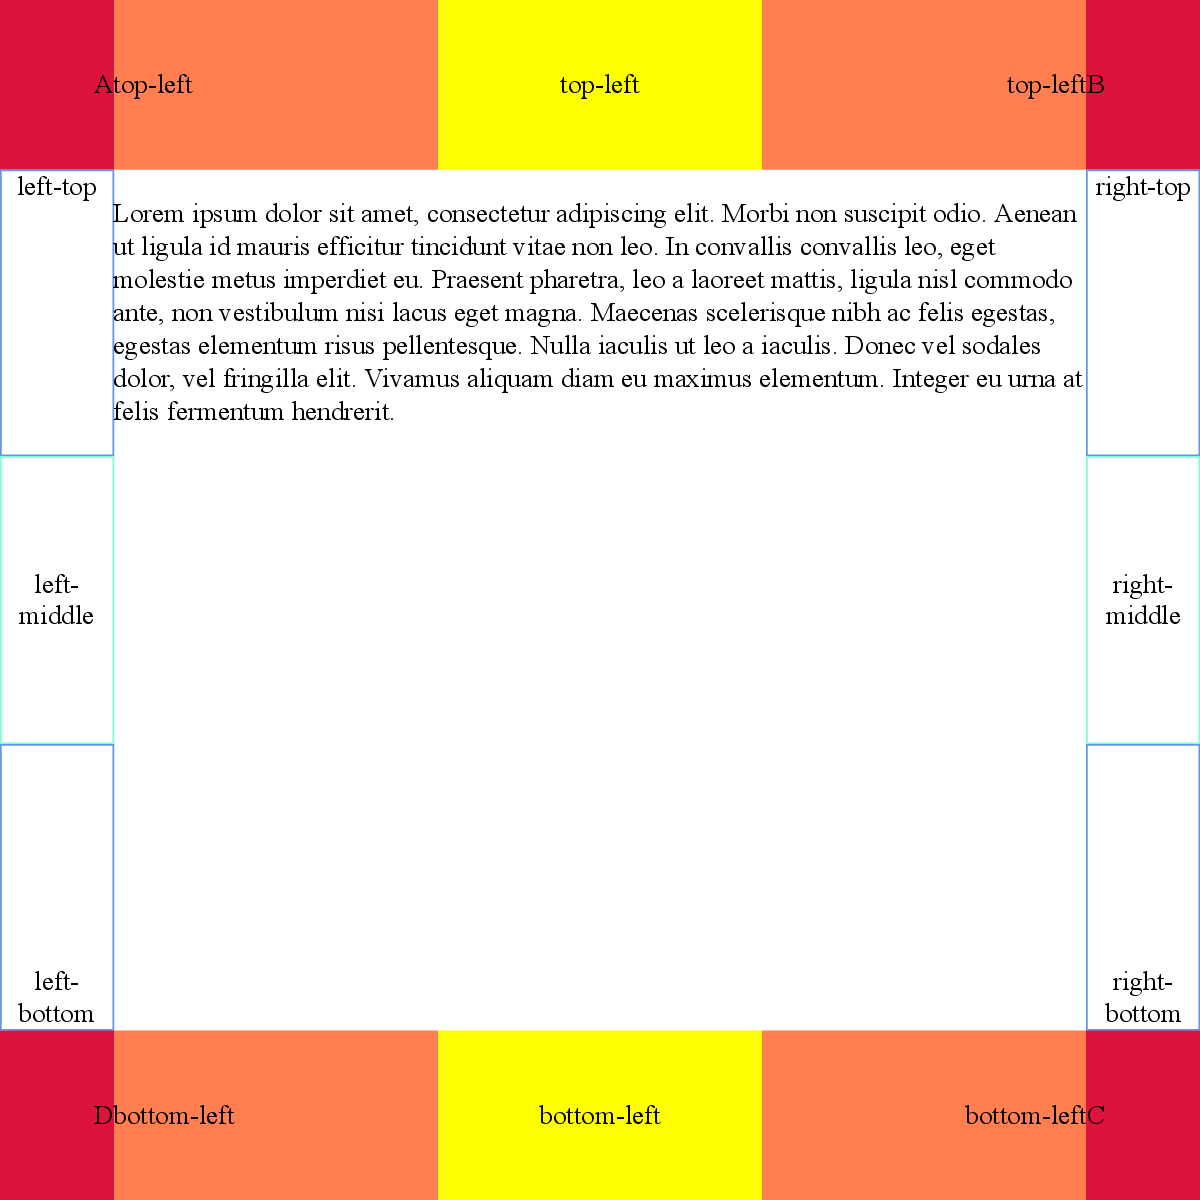 Atop-left top-left top-leftB
left-top right-top
Lorem ipsum dolor sit amet, consectetur adipiscing elit. Morbi non suscipit odio. Aenean
ut ligula id mauris efficitur tincidunt vitae non leo. In convallis convallis leo, eget
molestie metus imperdiet eu. Praesent pharetra, leo a laoreet mattis, ligula nisl commodo
ante, non vestibulum nisi lacus eget magna. Maecenas scelerisque nibh ac felis egestas,
egestas elementum risus pellentesque. Nulla iaculis ut leo a iaculis. Donec vel sodales
dolor, vel fringilla elit. Vivamus aliquam diam eu maximus elementum. Integer eu urna at
felis fermentum hendrerit.
left-
middle
right-
middle
left-
bottom
right-
bottom
Dbottom-left bottom-left bottom-leftC